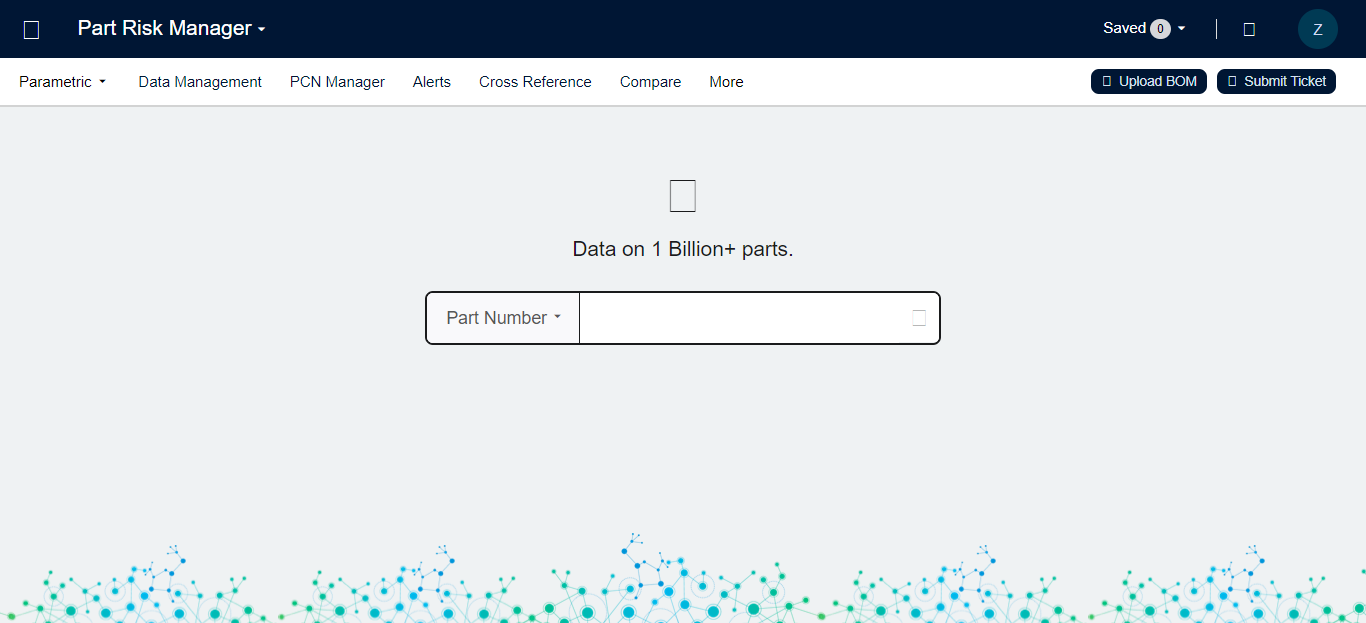 Part Risk Manager
Saved 0
Z
Parametric Data Management PCN Manager Alerts Cross Reference Compare More
Upload BOM
Submit Ticket
Data on 1 Billion+ parts.
Part Number